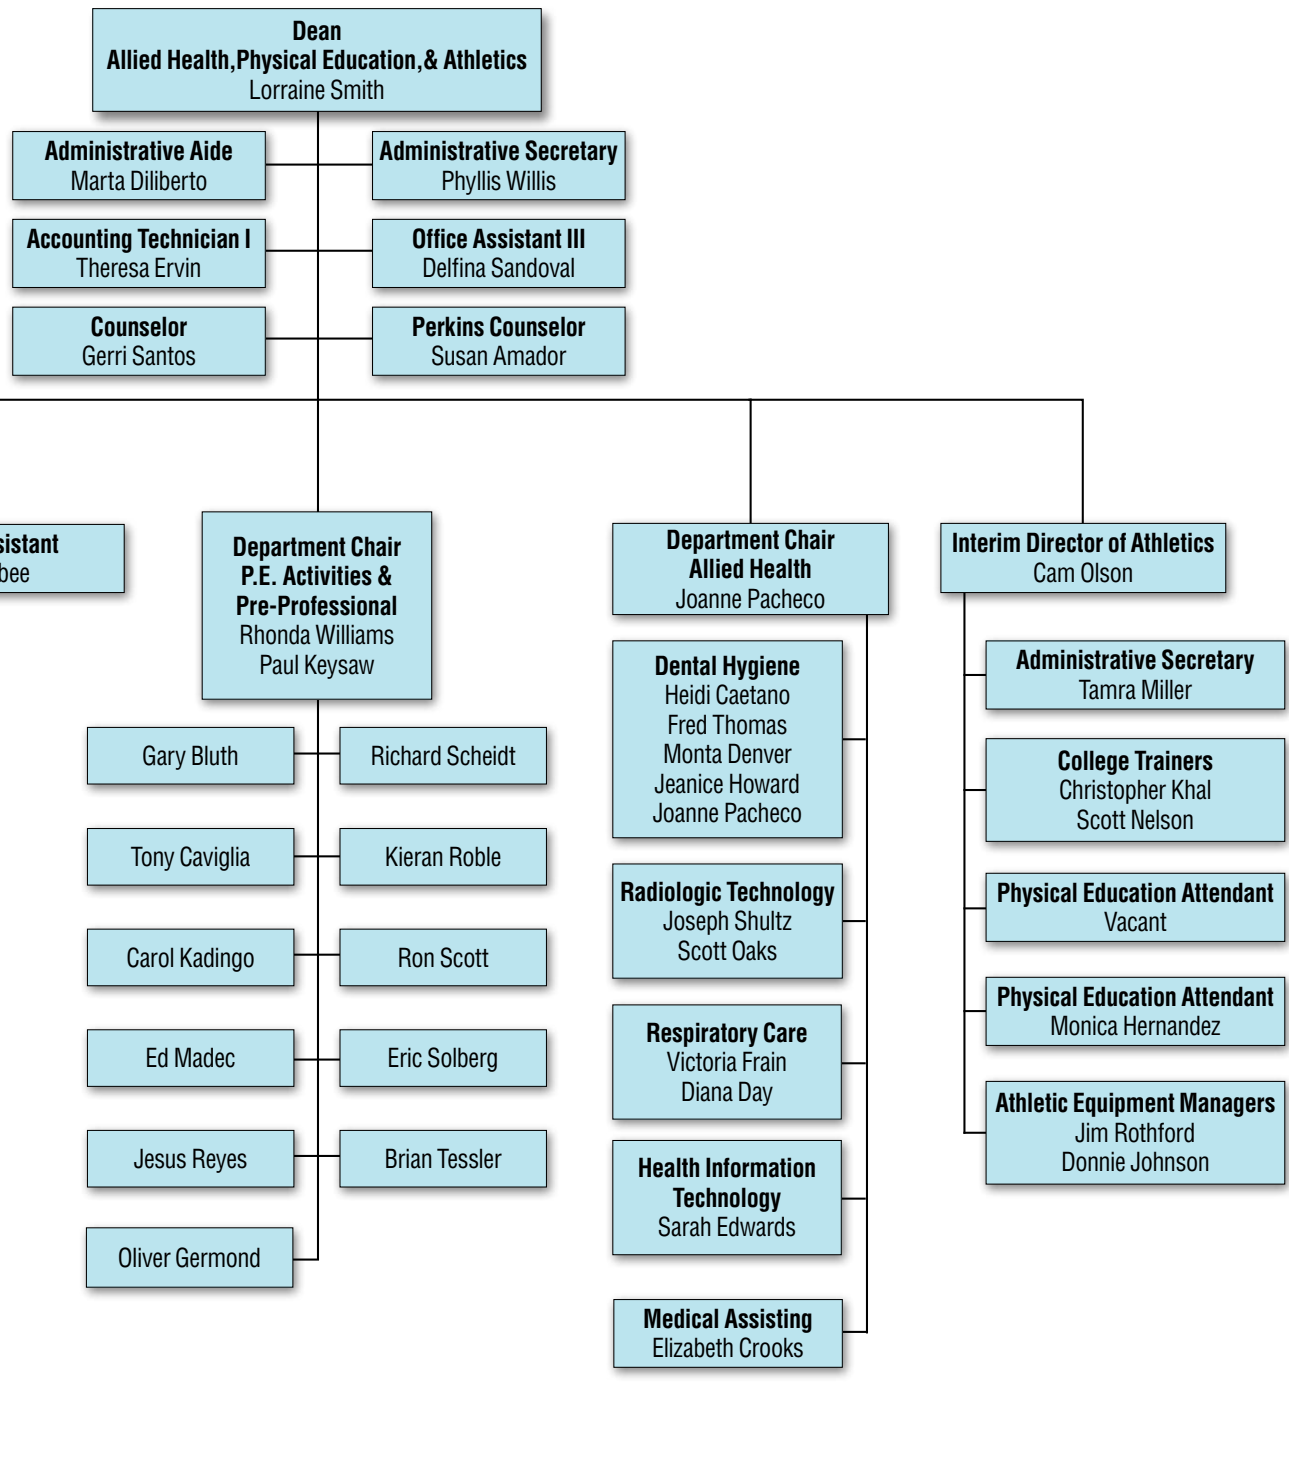 Dean
Allied Health,Physical Education,& Athletics
Lorraine Smith
Administrative Aide
Marta Diliberto
Administrative Secretary
Phyllis Willis
Accounting Technician I
Theresa Ervin
Office Assistant III
Delfina Sandoval
Counselor
Gerri Santos
Perkins Counselor
Susan Amador
Department Chair
P.E. Activities &
Pre-Professional
Rhonda Williams
Paul Keysaw
Gary Bluth
Richard Scheidt
Tony Caviglia
Kieran Roble
Carol Kadingo
Ron Scott
Ed Madec
Eric Solberg
Jesus Reyes
Brian Tessler
Oliver Germond
Department Chair
Allied Health
Joanne Pacheco
Dental Hygiene
Heidi Caetano
Fred Thomas
Monta Denver
Jeanice Howard
Joanne Pacheco
Radiologic Technology
Joseph Shultz
Scott Oaks
Respiratory Care
Victoria Frain
Diana Day
Health Information
Technology
Sarah Edwards
Medical Assisting
Elizabeth Crooks
Interim Director of Athletics
Cam Olson
Administrative Secretary
Tamra Miller
College Trainers
Christopher Khal
Scott Nelson
Physical Education Attendant
Vacant
Physical Education Attendant
Monica Hernandez
Athletic Equipment Managers
Jim Rothford
Donnie Johnson